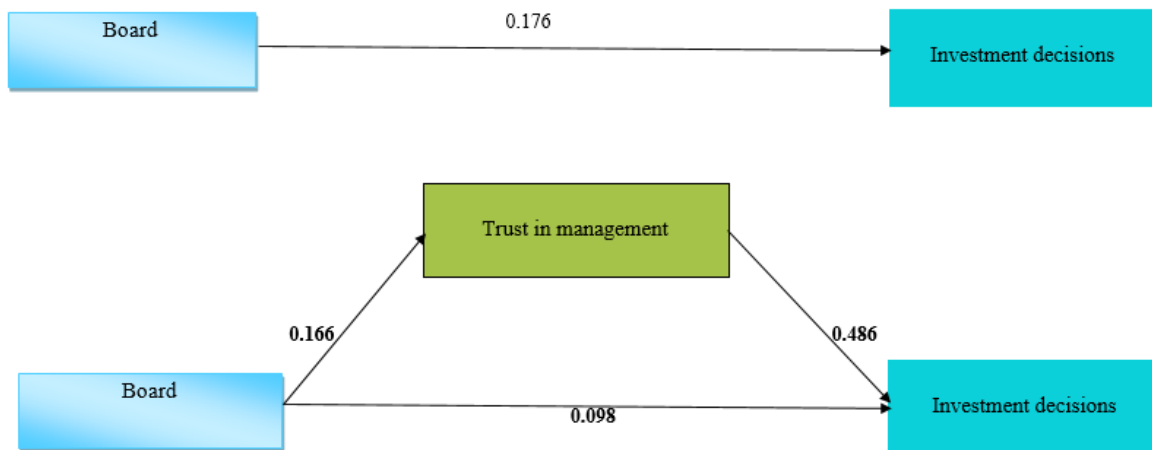 Board
0.176
Investment decisions
Trust in management
0.166
0.486
Board
0.098
Investment decisions